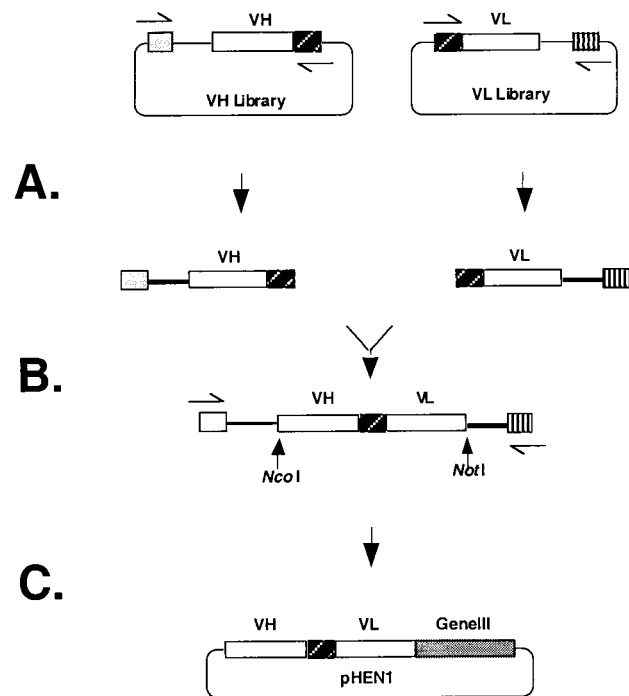 VH
VL
VH Library
VL Library
A.
VH
VL
B.
VH
VL
NcoI
NotI
C.
VH
VL
GeneIII
pHEN1